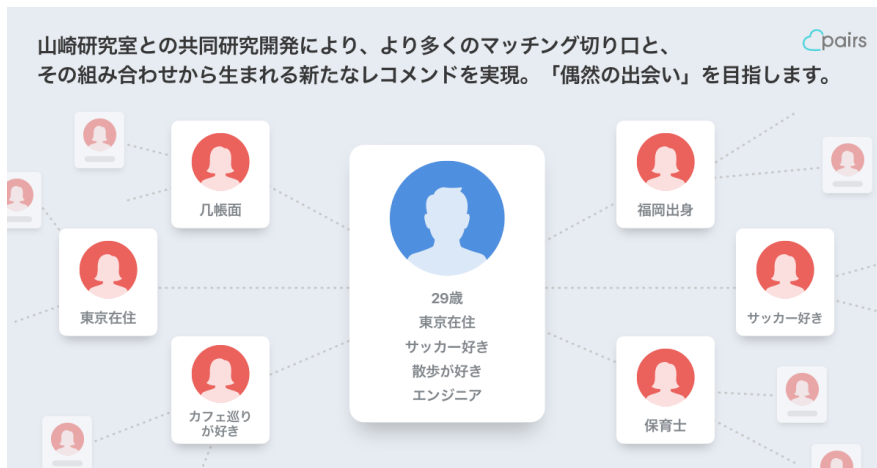 山崎研究室との共同研究開発により、より多くのマッチング切り口と、
その組み合わせから生まれる新たなレコメンドを実現。「偶然の出会い」を目指します。
pairs
几帳面
福岡出身
29歳
東京在住
サッカー好き
散歩が好き
エンジニア
東京在住
サッカー好き
カフェ巡り
が好き
保育士